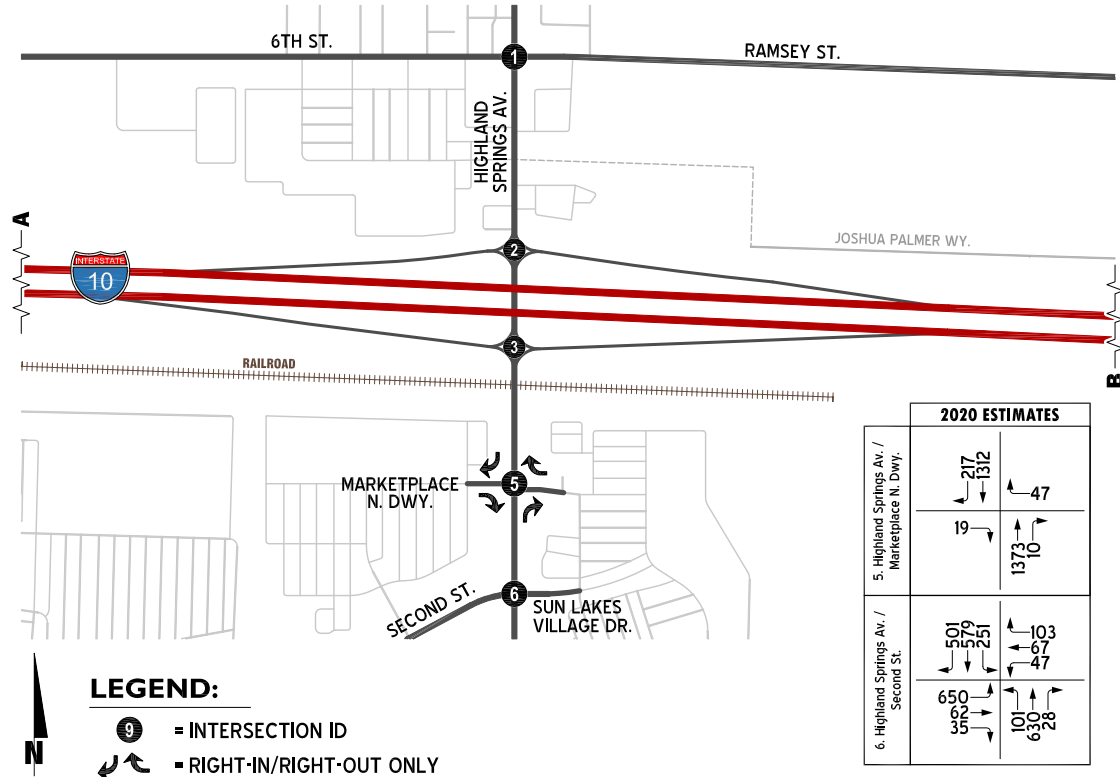 6TH ST.
RAMSEY ST.
1
HIGHLAND
SPRINGS AV.
A
2
JOSHUA PALMER WY.
INTERSTATE
10
3
RAILROAD
B
MARKETPLACE
N. DWY.
5
SECOND ST.
6
SUN LAKES
VILLAGE DR.
2020 ESTIMATES
5. Highland Springs Av. /
Marketplace N. Dwy.
217
1312
47
19
1373
10
6. Highland Springs Av. /
Second St.
501
579
251
103
67
47
650
62
35
101
630
28
N
LEGEND:
9 = INTERSECTION ID
= RIGHT-IN/RIGHT-OUT ONLY